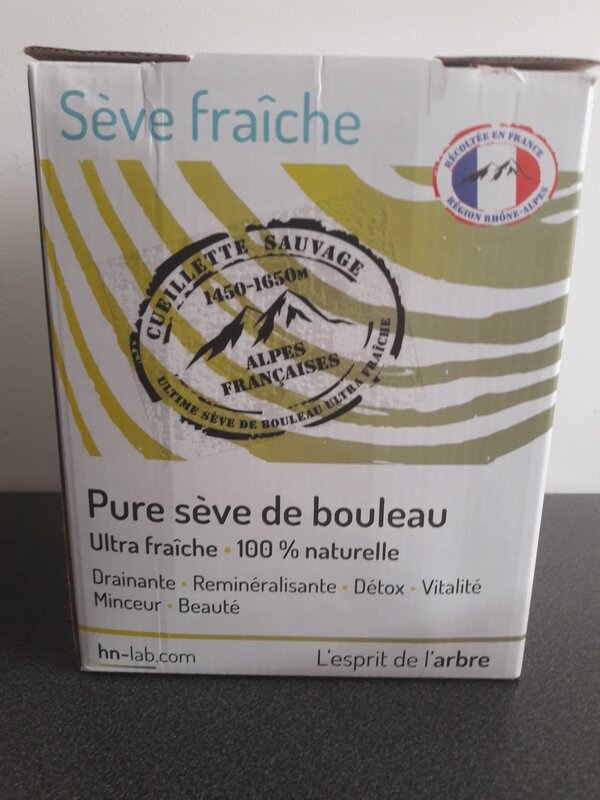 Sève fraîche
RÉCOLTÉE EN FRANCE
RÉGION RHÔNE-ALPES
CUEILLETTE SAUVAGE
1450-1650M
ALPES
FRANÇAISES
ULTIME SÈVE DE BOULEAU ULTRA FRAÎCHE
Pure sève de bouleau
Ultra fraîche • 100 % naturelle
Drainante • Reminéralisante • Détox • Vitalité
Minceur • Beauté
hn-lab.com
L'esprit de l'arbre